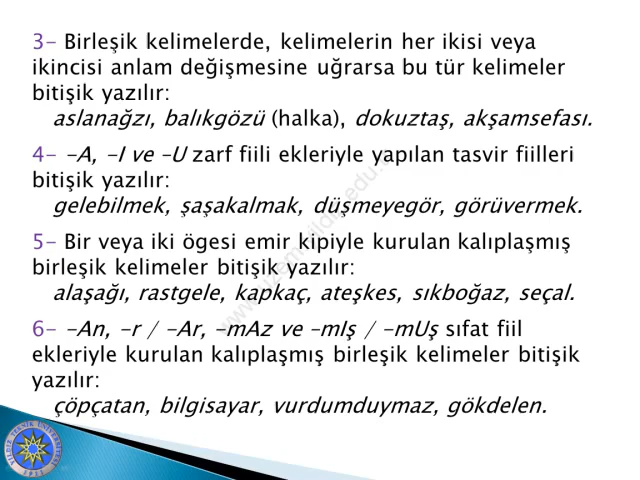 3- Birleşik kelimelerde, kelimelerin her ikisi veya
ikincisi anlam değişmesine uğrarsa bu tür kelimeler
bitişik yazılır:
aslanağzı, balıkgözü (halka), dokuztaş, akşamsefası.
4- -A, -I ve -U zarf fiili ekleriyle yapılan tasvir fiilleri
bitişik yazılır:
gelebilmek, şaşakalmak, düşmeyegör, görüvermek.
5- Bir veya iki ögesi emir kipiyle kurulan kalıplaşmış
birleşik kelimeler bitişik yazılır:
alaşağı, rastgele, kapkaç, ateşkes, sıkboğaz, seçal.
6- -An, -r / -Ar, -mAz ve -mIş / -mUş sıfat fiil
ekleriyle kurulan kalıplaşmış birleşik kelimeler bitişik
yazılır:
çöpçatan, bilgisayar, vurdumduymaz, gökdelen.